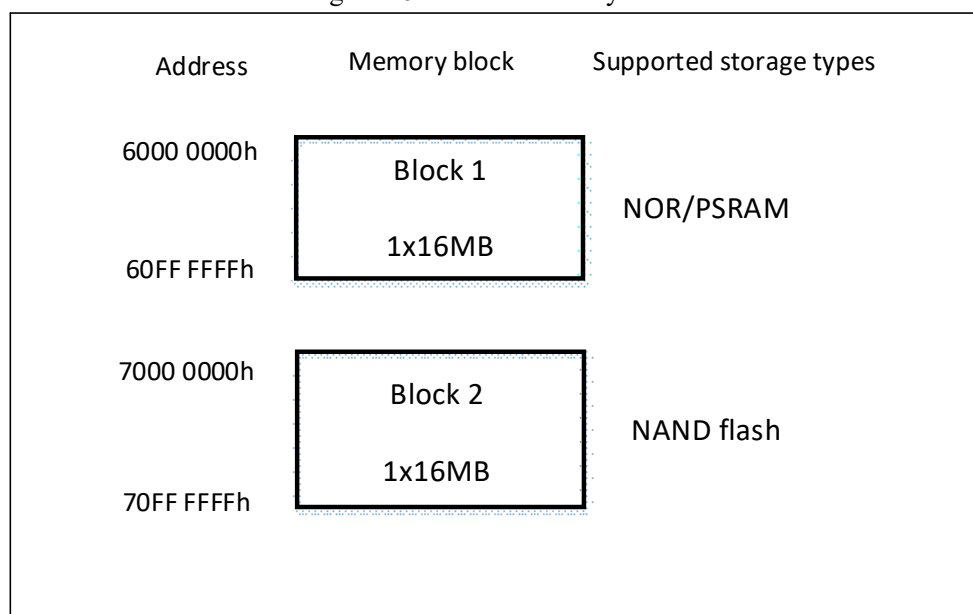 Address Memory block Supported storage types
6000 0000h
Block 1
NOR/PSRAM
1x16MB
60FF FFFFh
7000 0000h
Block 2
NAND flash
1x16MB
70FF FFFFh